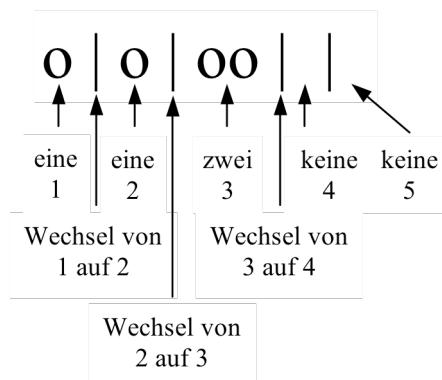 o | o | oo | |
eine
1
eine
2
zwei
3
keine
4
keine
5
Wechsel von
1 auf 2
Wechsel von
3 auf 4
Wechsel von
2 auf 3